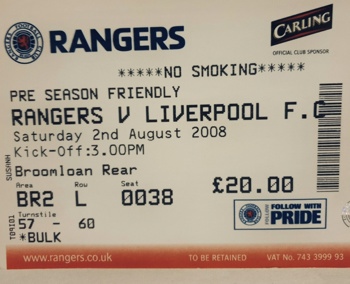 RANGERS
CARLING
OFFICIAL CLUB SPONSOR
*****NO SMOKING*****
PRE SEASON FRIENDLY
RANGERS V LIVERPOOL F.C
Saturday 2nd August 2008
Kick-Off:3.00PM
Broomloan Rear
Area Row Seat
BR2 L 0038
£20.00
Turnstile
57 - 60
*BULK
FOLLOW WITH
PRIDE
www.rangers.co.uk
TO BE RETAINED
VAT No. 743 3999 93